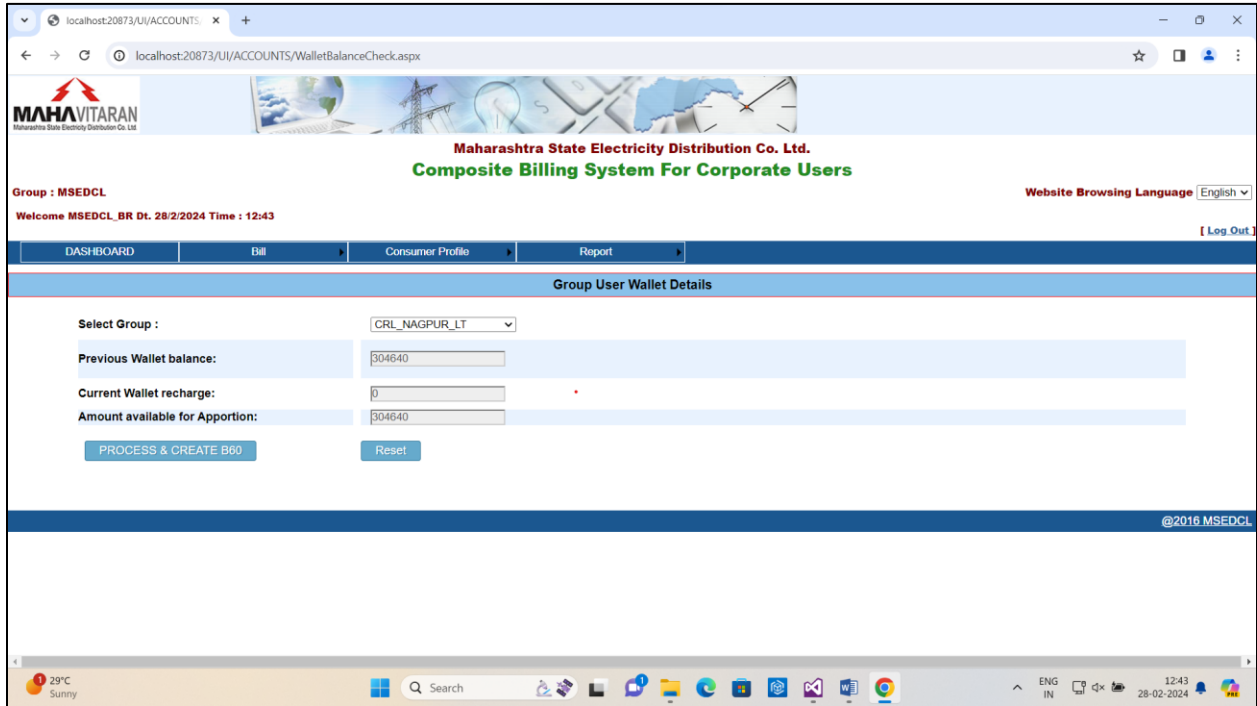 localhost:20873/UI/ACCOUNTS/
localhost:20873/UI/ACCOUNTS/WalletBalanceCheck.aspx
MAHAVITARAN
Maharashtra State Electricity Distribution Co. Ltd.
Maharashtra State Electricity Distribution Co. Ltd.
Composite Billing System For Corporate Users
Group : MSEDCL
Website Browsing Language English
Welcome MSEDCL_BR Dt. 28/2/2024 Time : 12:43
[ Log Out ]
DASHBOARD Bill Consumer Profile Report
Group User Wallet Details
Select Group : CRL_NAGPUR_LT
Previous Wallet balance: 304640
Current Wallet recharge: 0 *
Amount available for Apportion: 304640
PROCESS & CREATE B60 Reset
@2016 MSEDCL
1 29°C Search 1 ENG 12:43
Sunny IN 28-02-2024 PRE